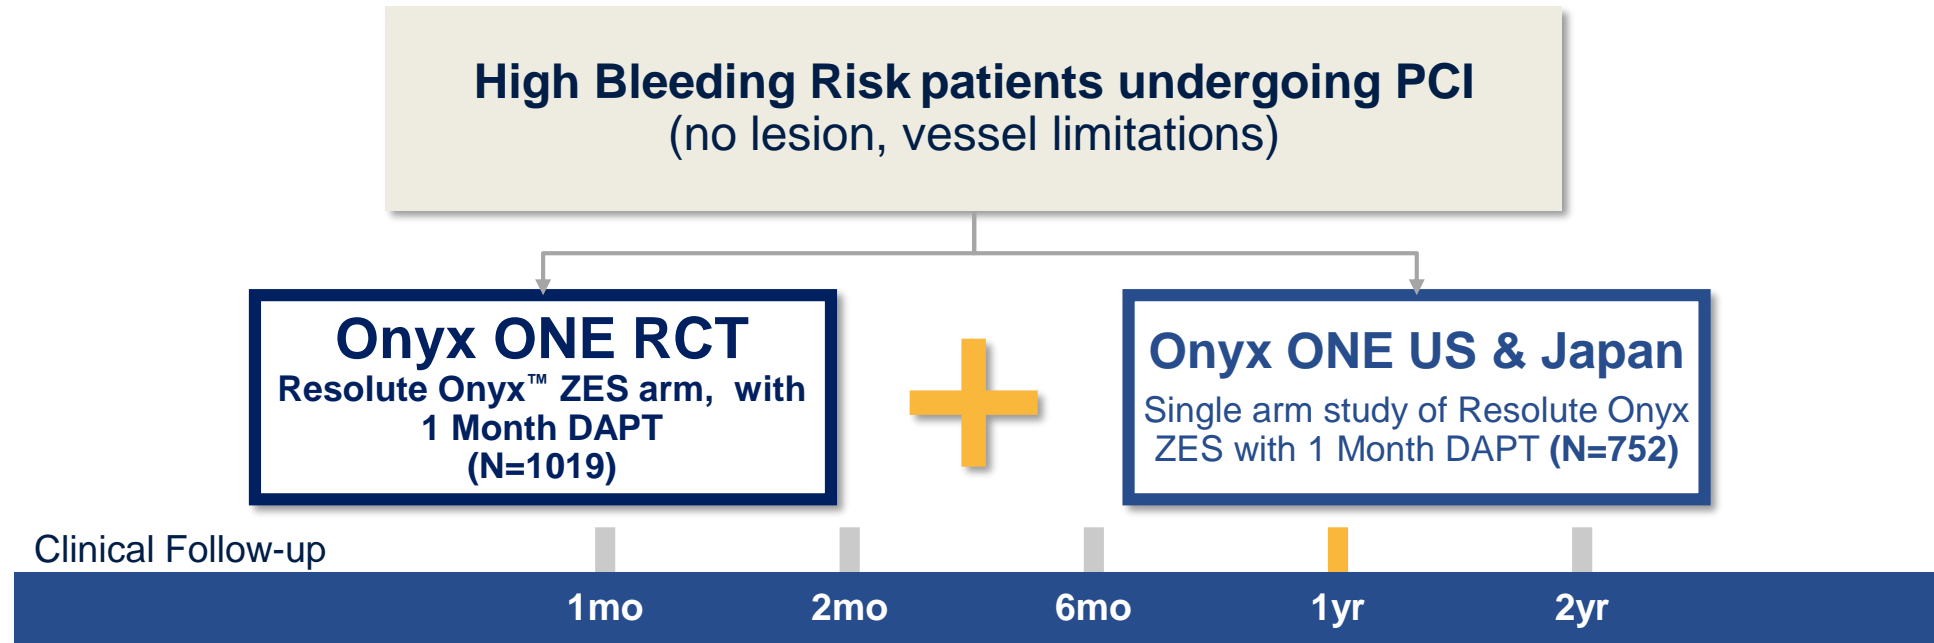 High Bleeding Risk patients undergoing PCI
(no lesion, vessel limitations)
Onyx ONE RCT
Resolute Onyx™ ZES arm, with
1 Month DAPT
(N=1019)
Onyx ONE US & Japan
Single arm study of Resolute Onyx
ZES with 1 Month DAPT (N=752)
Clinical Follow-up
1mo 2mo 6mo 1yr 2yr